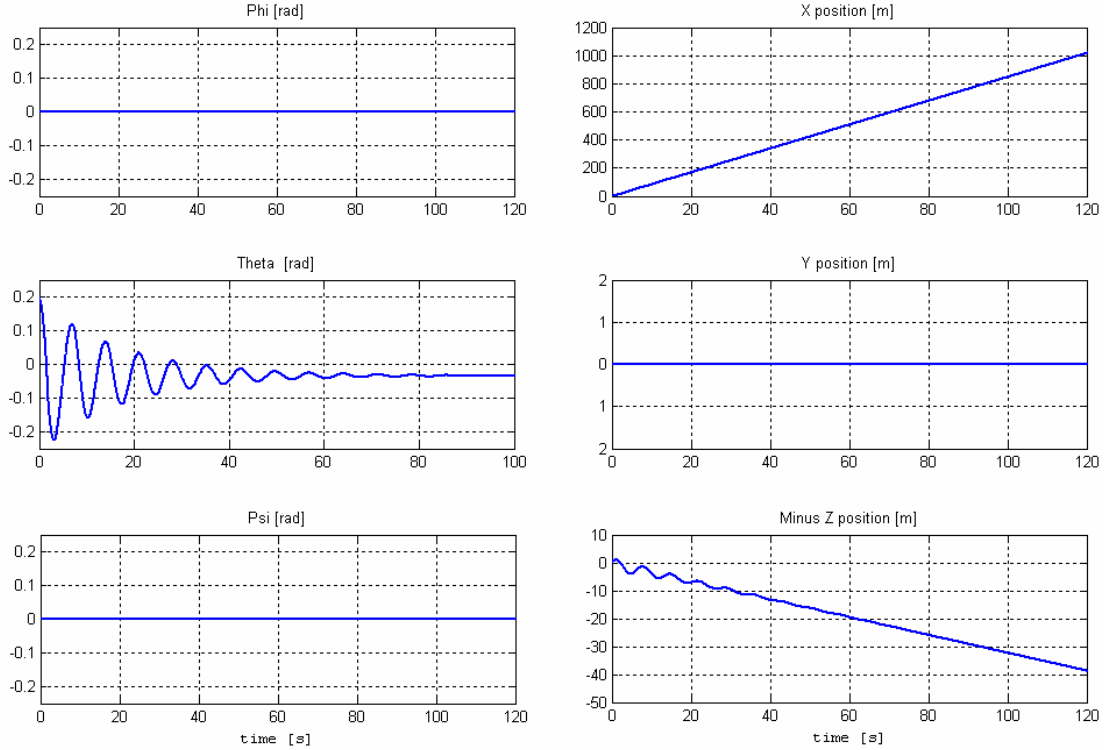 Phi [rad]
0.2
0.1
0
-0.1
-0.2
0 20 40 60 80 100 120
X position [m]
1200
1000
800
600
400
200
0
0 20 40 60 80 100 120
Theta [rad]
0.2
0.1
0
-0.1
-0.2
0 20 40 60 80 100
Y position [m]
2
1
0
1
2
0 20 40 60 80 100 120
Psi [rad]
0.2
0.1
0
-0.1
-0.2
0 20 40 60 80 100 120
time [s]
Minus Z position [m]
10
0
-10
-20
-30
-40
-50
0 20 40 60 80 100 120
time [s]